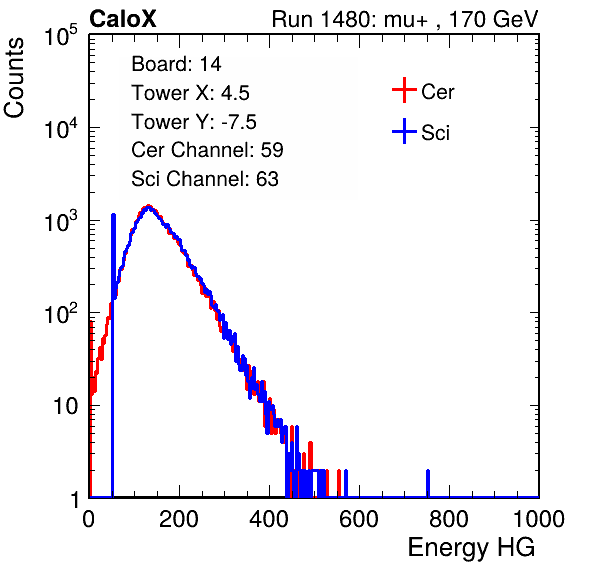 CaloX Run 1480: mu+ , 170 GeV
Counts
Board: 14
Tower X: 4.5
Tower Y: -7.5
Cer Channel: 59
Sci Channel: 63
Cer
Sci
10^5
10^4
10^3
10^2
10
1
0 200 400 600 800 1000
Energy HG